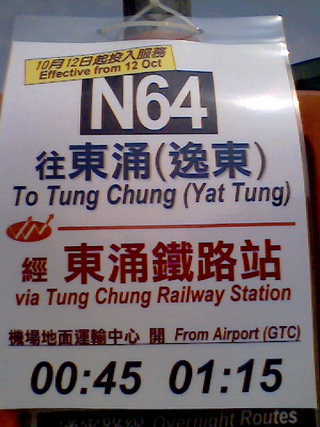 10月12日起投入服務
Effective from 12 Oct
N64
往東涌(逸東)
To Tung Chung (Yat Tung)
經 東涌鐵路站
via Tung Chung Railway Station
機場地面運輸中心 開 From Airport (GTC)
00:45 01:15
Overnight Routes